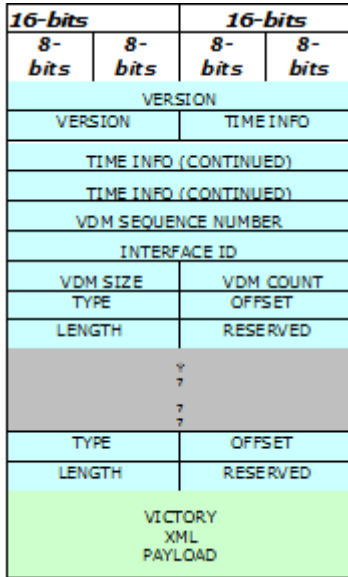 16-bits 16-bits
8-bits 8-bits 8-bits 8-bits
VERSION
VERSION TIME INFO
TIME INFO (CONTINUED)
TIME INFO (CONTINUED)
VDM SEQUENCE NUMBER
INTERFACE ID
VDM SIZE VDM COUNT
TYPE OFFSET
LENGTH RESERVED
TYPE OFFSET
LENGTH RESERVED
VICTORY
XML
PAYLOAD